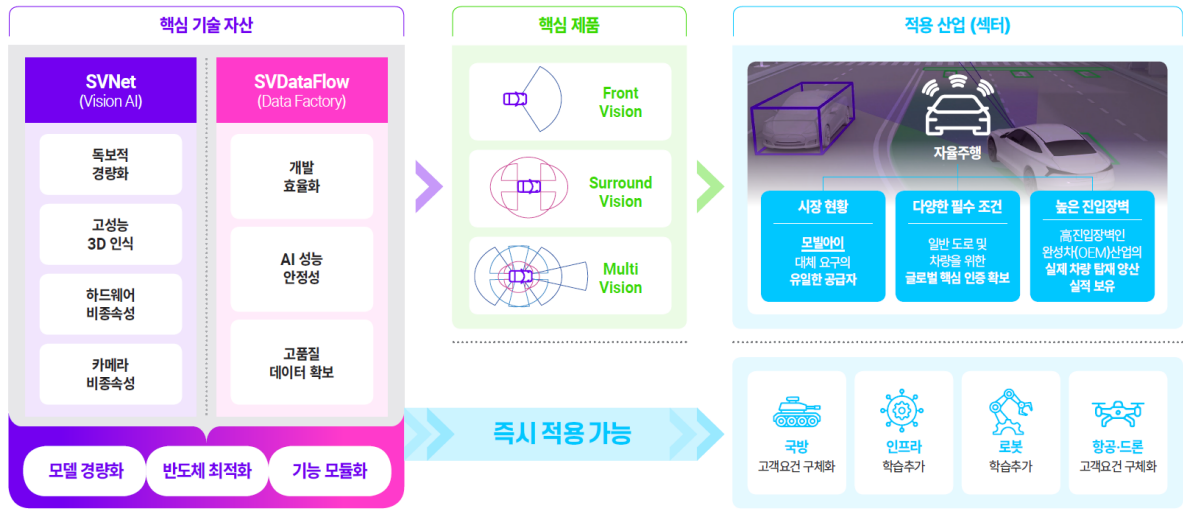 핵심 기술 자산
SVNet
(Vision AI)
독보적
경량화
고성능
3D 인식
하드웨어
비종속성
카메라
비종속성
SVDataFlow
(Data Factory)
개발
효율화
AI 성능
안정성
고품질
데이터 확보
모델 경량화
반도체 최적화
기능 모듈화
핵심 제품
Front
Vision
Surround
Vision
Multi
Vision
즉시 적용 가능
적용 산업 (섹터)
자율주행
시장 현황
모빌아이
대체 요구의
유일한 공급자
다양한 필수 조건
일반 도로 및
차량을 위한
글로벌 핵심 인증 확보
높은 진입장벽
高진입장벽인
완성차(OEM)산업의
실제 차량 탑재 양산
실적 보유
국방
고객요건 구체화
인프라
학습추가
로봇
학습추가
항공·드론
고객요건 구체화